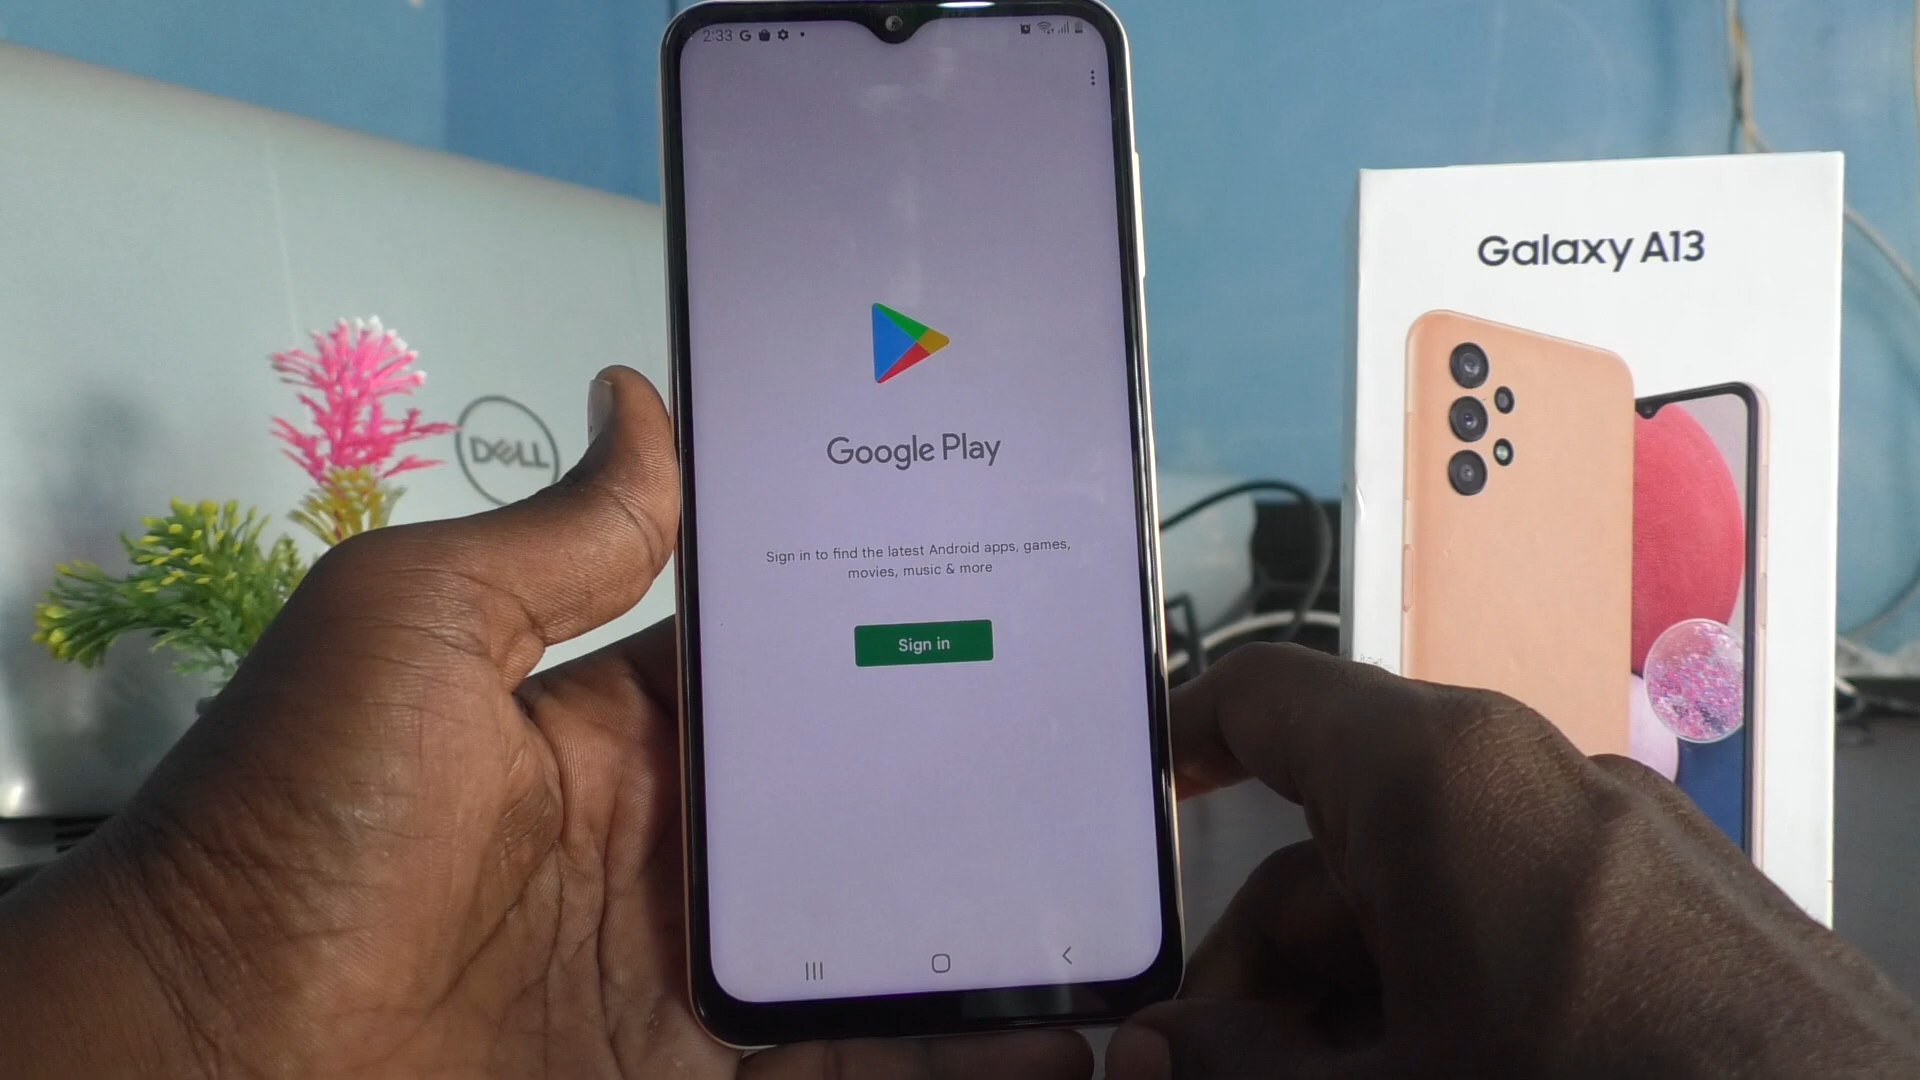 2:33 G
Google Play
Sign in to find the latest Android apps, games,
movies, music & more
Sign in
DELL
Galaxy A13